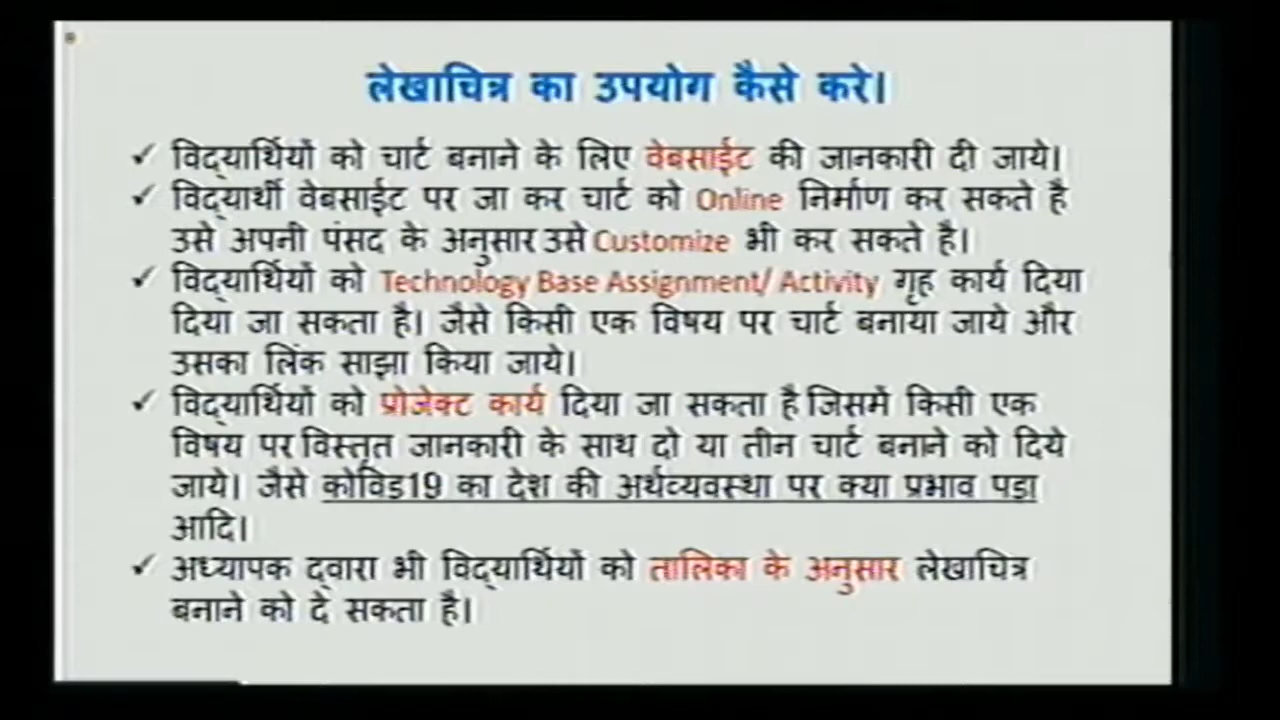 लेखाचित्र का उपयोग कैसे करे।
✓ विद्यार्थियों को चार्ट बनाने के लिए वेबसाईट की जानकारी दी जाये।
✓ विद्यार्थी वेबसाईट पर जा कर चार्ट को Online निर्माण कर सकते है
उसे अपनी पंसद के अनुसार उसे Customize भी कर सकते है।
✓ विद्यार्थियों को Technology Base Assignment/ Activity गृह कार्य दिया
दिया जा सकता है। जैसे किसी एक विषय पर चार्ट बनाया जाये और
उसका लिंक साझा किया जाये।
✓ विद्यार्थियों को प्रोजेक्ट कार्य दिया जा सकता है जिसमें किसी एक
विषय पर विस्तृत जानकारी के साथ दो या तीन चार्ट बनाने को दिये
जाये। जैसे कोविड19 का देश की अर्थव्यवस्था पर क्या प्रभाव पडा
आदि।
✓ अध्यापक द्वारा भी विद्यार्थियों को तालिका के अनुसार लेखाचित्र
बनाने को दे सकता है।